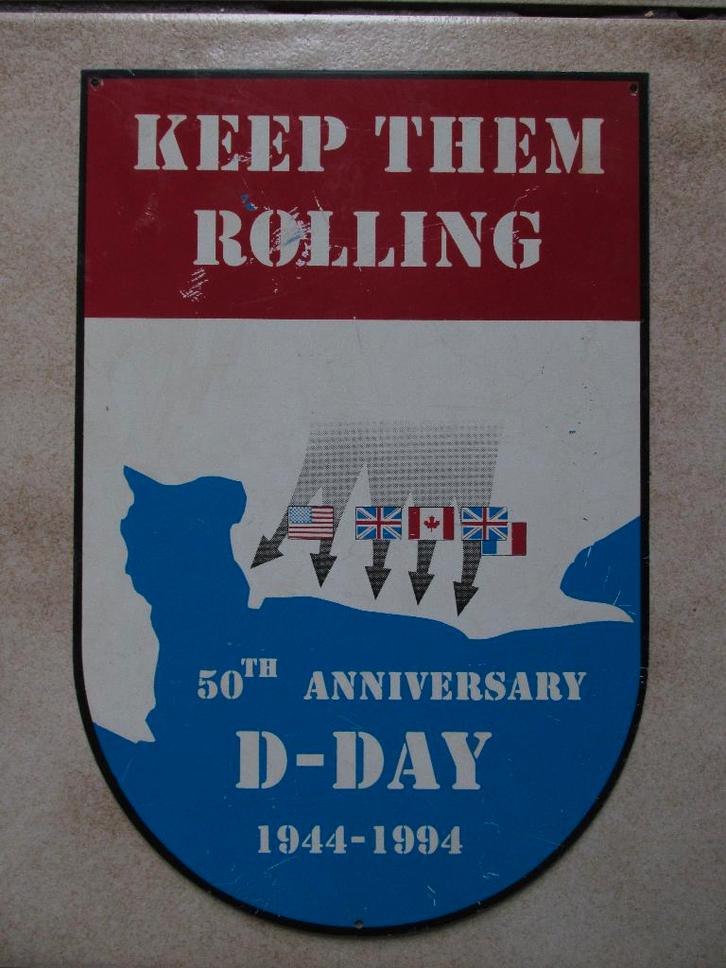 KEEP THEM
ROLLING
50TH ANNIVERSARY
D-DAY
1944-1994